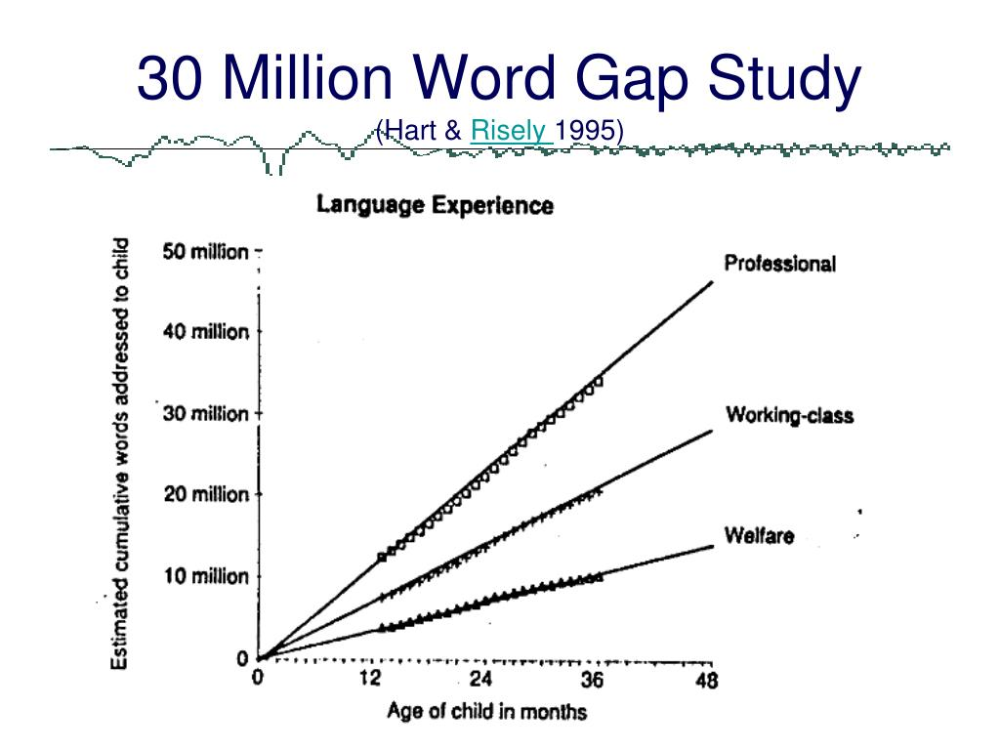 30 Million Word Gap Study
(Hart & Risely 1995)
Language Experience
Estimated cumulative words addressed to child
50 million
40 million
30 million
20 million
10 million
0
Professional
Working-class
Welfare
0 12 24 36 48
Age of child in months